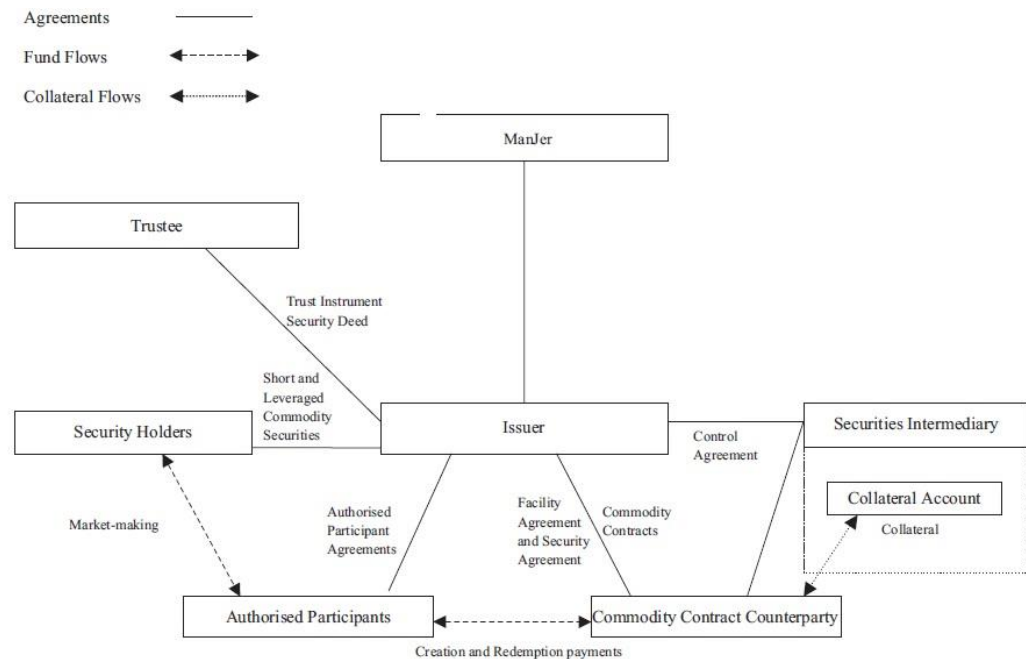 Agreements
Fund Flows
Collateral Flows
ManJer
Trustee
Trust Instrument
Security Deed
Short and
Leveraged
Commodity
Securities
Security Holders
Issuer
Securities Intermediary
Control
Agreement
Collateral Account
Collateral
Market-making
Authorised
Participant
Agreements
Facility
Agreement
and Security
Agreement
Commodity
Contracts
Authorised Participants
Commodity Contract Counterparty
Creation and Redemption payments